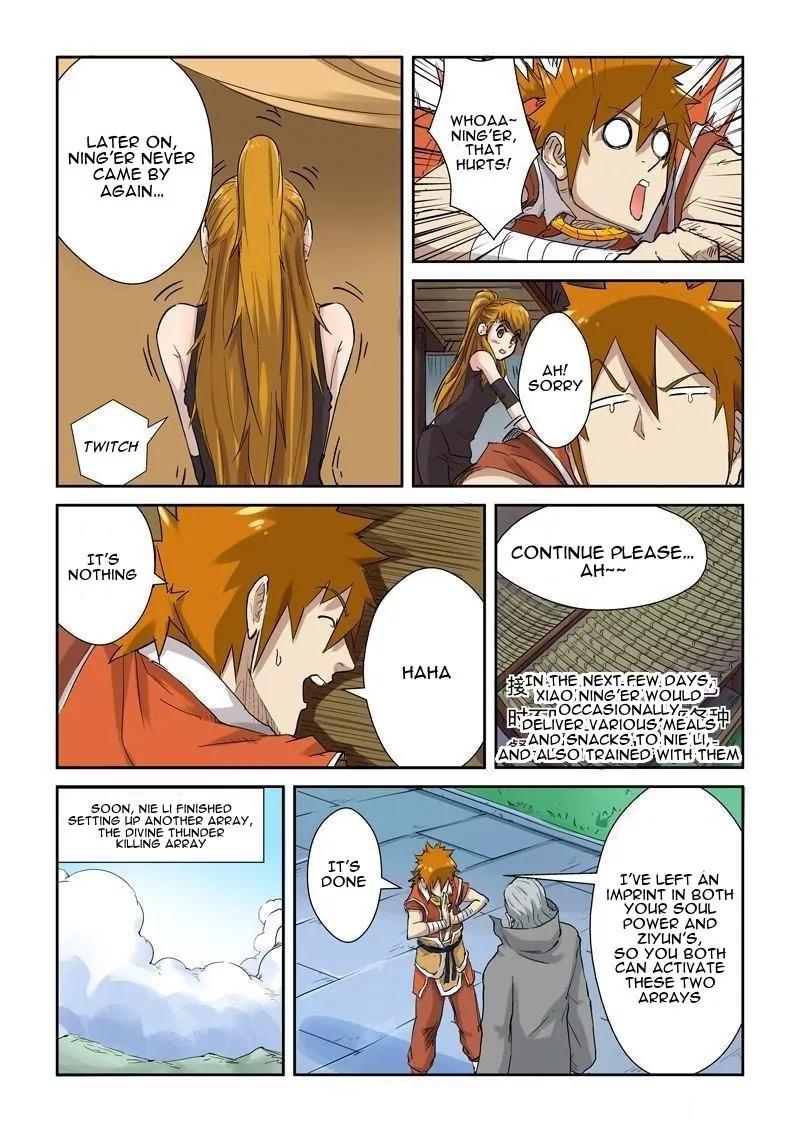 LATER ON,
NING'ER NEVER
CAME BY
AGAIN...
TWITCH
WHOAA~
NING'ER,
THAT
HURTS!
AH!
SORRY
IT'S
NOTHING
HAHA
CONTINUE PLEASE...
AH~~
IN THE NEXT FEW DAYS,
XIAO NING'ER WOULD
OCCASIONALLY
DELIVER VARIOUS MEALS
AND SNACKS TO NIE LI,
AND ALSO TRAINED WITH THEM
SOON, NIE LI FINISHED
SETTING UP ANOTHER ARRAY,
THE DIVINE THUNDER
KILLING ARRAY
IT'S
DONE
I'VE LEFT AN
IMPRINT IN BOTH
YOUR SOUL
POWER AND
ZIYUN'S,
SO YOU BOTH
CAN ACTIVATE
THESE TWO
ARRAYS